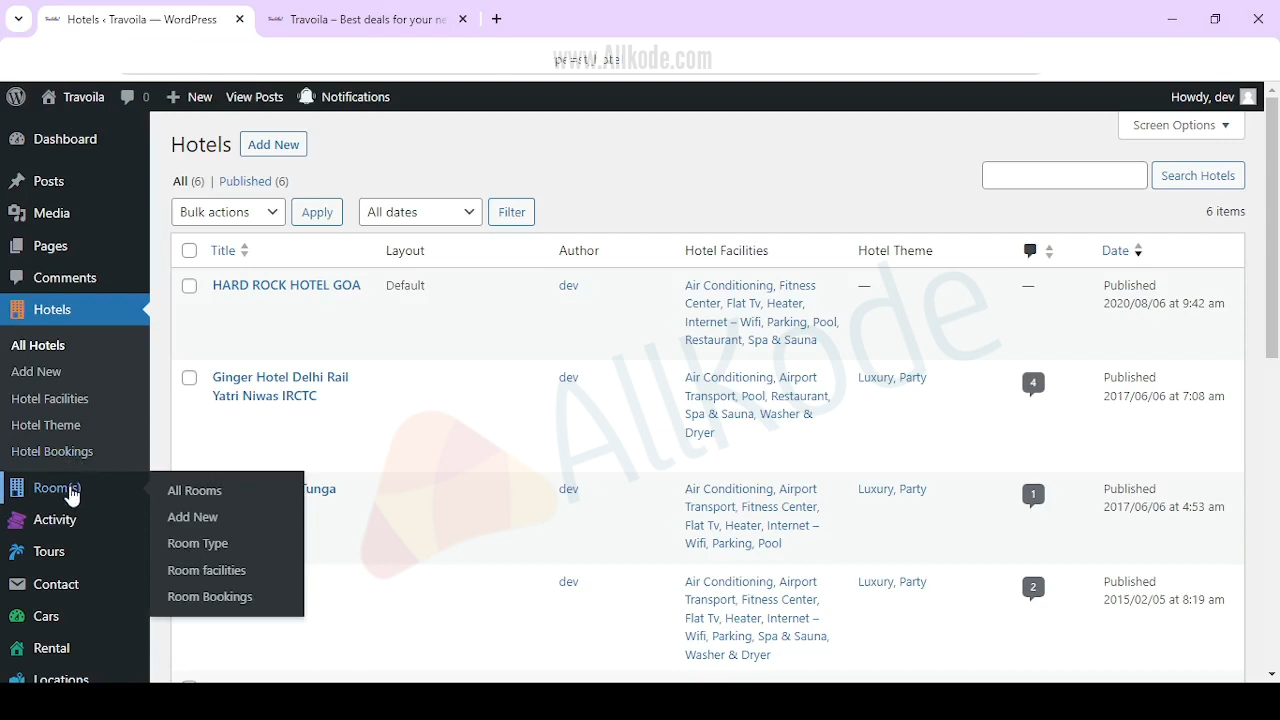 Hotels ‹ Travoila — WordPress
Travoila – Best deals for your ne
www.Allkode.com
Travoila
0
New
View Posts
Notifications
Howdy, dev
Screen Options
Dashboard
Posts
Media
Pages
Comments
Hotels
All Hotels
Add New
Hotel Facilities
Hotel Theme
Hotel Bookings
Room(s)
Activity
Tours
Contact
Cars
Rental
Locations
All Rooms
Add New
Room Type
Room facilities
Room Bookings
Hotels
Add New
All (6) | Published (6)
Search Hotels
Bulk actions
Apply
All dates
Filter
6 items
Title
Layout
Author
Hotel Facilities
Hotel Theme
Date
HARD ROCK HOTEL GOA
Default
dev
Air Conditioning, Fitness
Center, Flat Tv, Heater,
Internet – Wifi, Parking, Pool,
Restaurant, Spa & Sauna
—
—
Published
2020/08/06 at 9:42 am
Ginger Hotel Delhi Rail
Yatri Niwas IRCTC
dev
Air Conditioning, Airport
Transport, Pool, Restaurant,
Spa & Sauna, Washer &
Dryer
Luxury, Party
4
Published
2017/06/06 at 7:08 am
Tunga
dev
Air Conditioning, Airport
Transport, Fitness Center,
Flat Tv, Heater, Internet –
Wifi, Parking, Pool
Luxury, Party
1
Published
2017/06/06 at 4:53 am
dev
Air Conditioning, Airport
Transport, Fitness Center,
Flat Tv, Heater, Internet –
Wifi, Parking, Spa & Sauna,
Washer & Dryer
Luxury, Party
2
Published
2015/02/05 at 8:19 am
AllKode